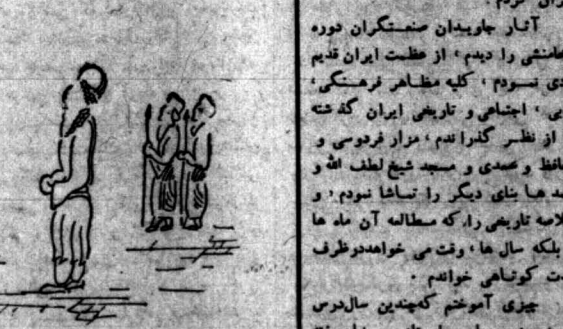 آثار جاویدان صنعتگران دوره
را دیدم، از عظمت ایران قدیم
نمودم، کلیه مظاهر فرهنگی،
اجتماعی و تاریخی ایران گذشته
از نظر گذراندم، مزار فردوسی و
حافظ و سعدی و مسجد شیخ لطف الله و
ها بنای دیگر را تماشا نمودم، و
تاریخی را، که مطالعه آن ماه ها
بلکه سال ها، وقت می خواهد در ظرف
کوتاهی خواندم.
چیزی آموختم که چندین سال درس